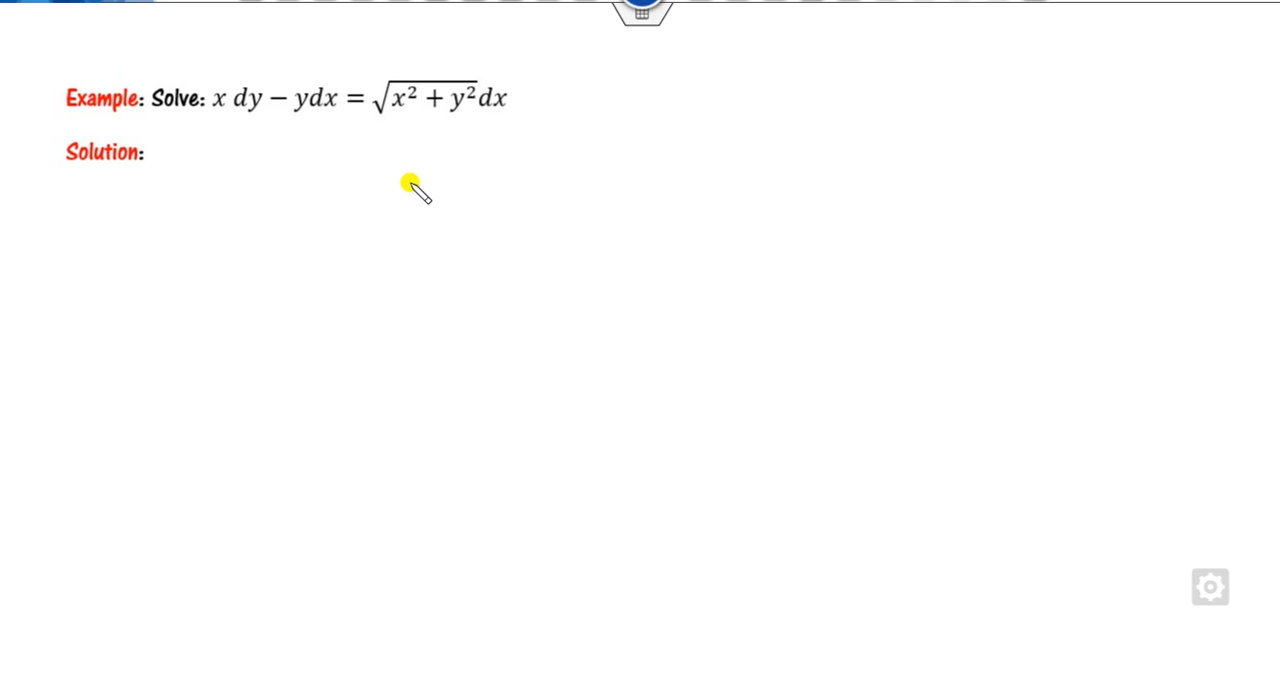 Example: Solve: x dy − ydx = √(x² + y²)dx
Solution: